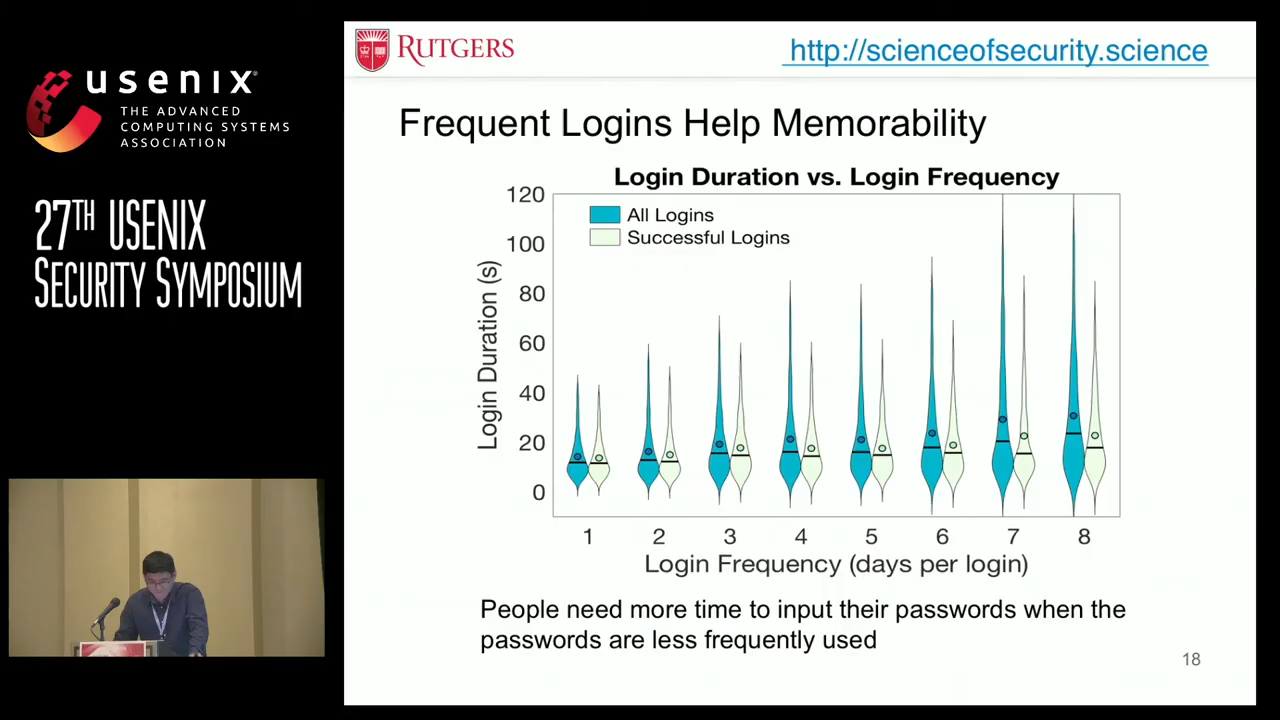 usenix
THE ADVANCED
COMPUTING SYSTEMS
ASSOCIATION
27TH USENIX
SECURITY SYMPOSIUM
RUTGERS
http://scienceofsecurity.science
Frequent Logins Help Memorability
Login Duration vs. Login Frequency
All Logins
Successful Logins
Login Duration (s)
120
100
80
60
40
20
0
1 2 3 4 5 6 7 8
Login Frequency (days per login)
People need more time to input their passwords when the
passwords are less frequently used
18